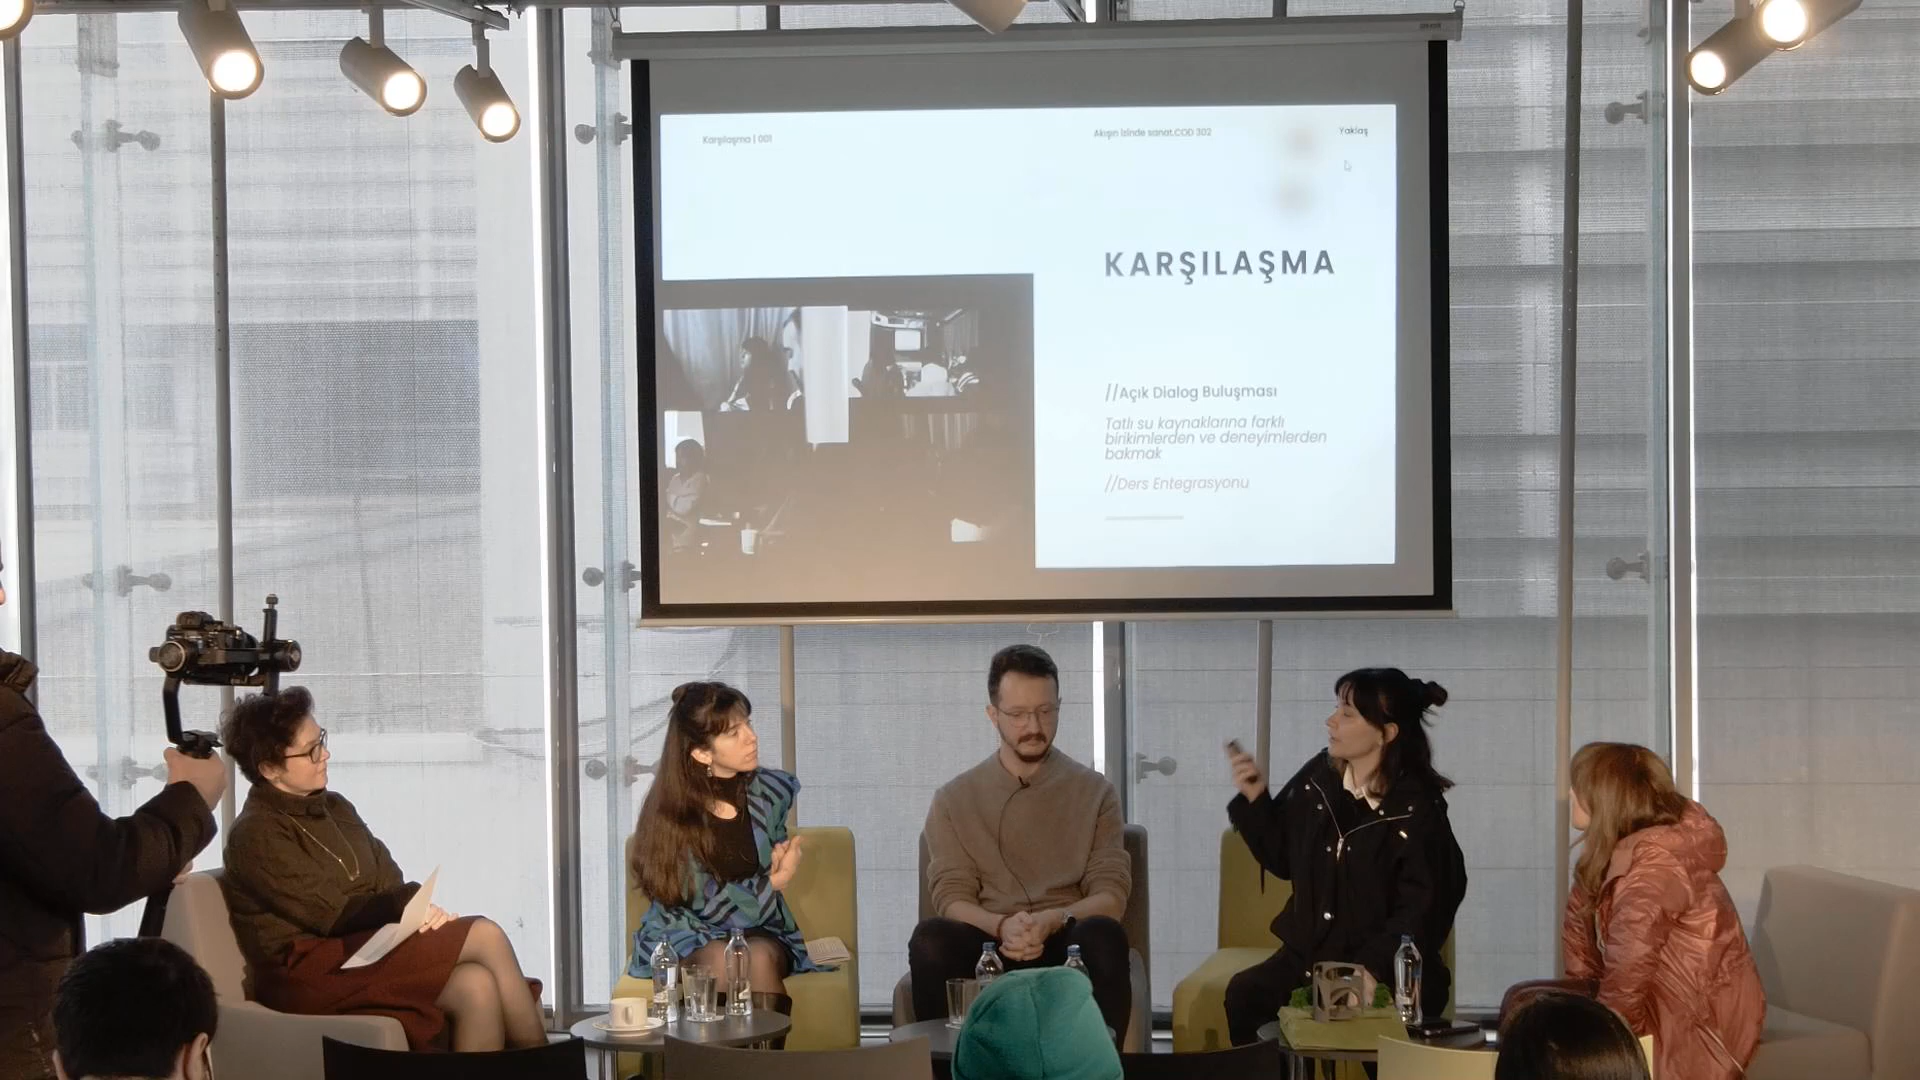 Karşılaşma | 001
Akışın izinde sanat.COD 302
Yaklaş
KARŞILAŞMA
//Açık Dialog Buluşması
Tatlı su kaynaklarına farklı
birikimlerden ve deneyimlerden
bakmak
//Ders Entegrasyonu